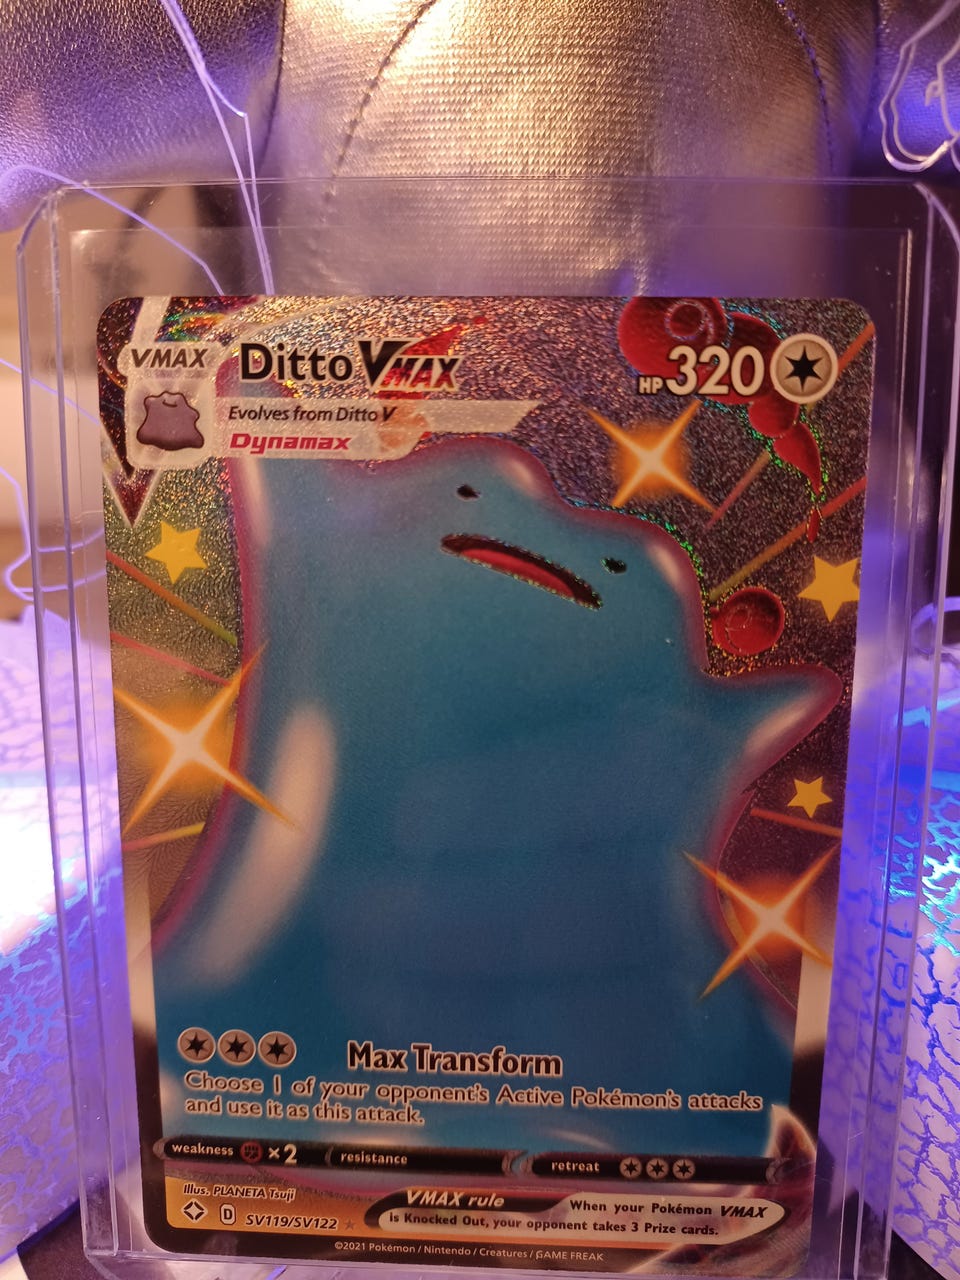 VMAX
Ditto VMAX
HP 320
Evolves from Ditto V
Dynamax
Max Transform
Choose 1 of your opponent's Active Pokémon's attacks
and use it as this attack.
weakness ×2 resistance retreat
Illus. PLANETA Tsuji
D SV119/SV122
VMAX rule When your Pokémon VMAX
is Knocked Out, your opponent takes 3 Prize cards.
©2021 Pokémon / Nintendo / Creatures / GAME FREAK